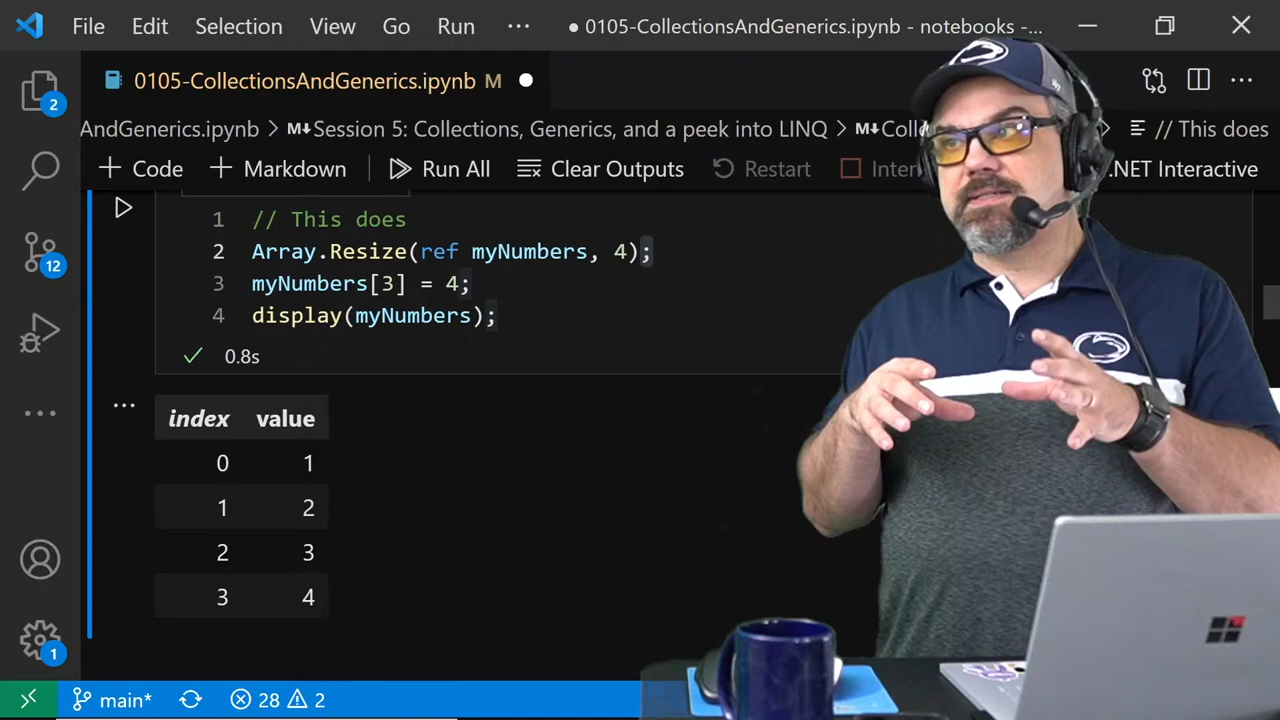 File Edit Selection View Go Run ··· ● 0105-CollectionsAndGenerics.ipynb - notebooks -...
0105-CollectionsAndGenerics.ipynb M
AndGenerics.ipynb > M↓Session 5: Collections, Generics, and a peek into LINQ > M↓Coll > // This does
+ Code + Markdown Run All Clear Outputs Restart Inter .NET Interactive
1 // This does
2 Array.Resize(ref myNumbers, 4);
3 myNumbers[3] = 4;
4 display(myNumbers);
0.8s
index value
0 1
1 2
2 3
3 4
2
12
1
main* 28 2